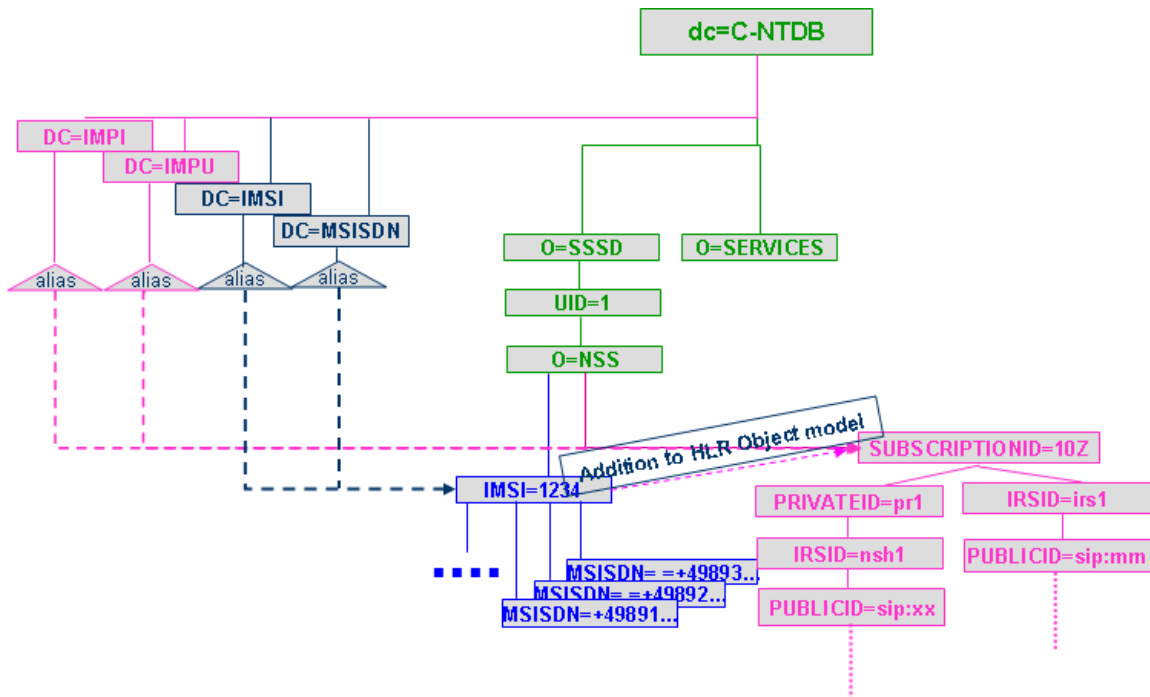 dc=C-NTDB
DC=IMPI
DC=IMPU
DC=IMSI
DC=MSISDN
alias
alias
alias
alias
O=SSSD
O=SERVICES
UID=1
O=NSS
Addition to HLR Object model
SUBSCRIPTIONID=10Z
IMSI=1234
PRIVATEID=pr1
IRSID=irs1
IRSID=nsh1
PUBLICID=sip:mm
MSISDN= =+49893...
MSISDN= =+49892...
MSISDN=+49891...
PUBLICID=sip:xx